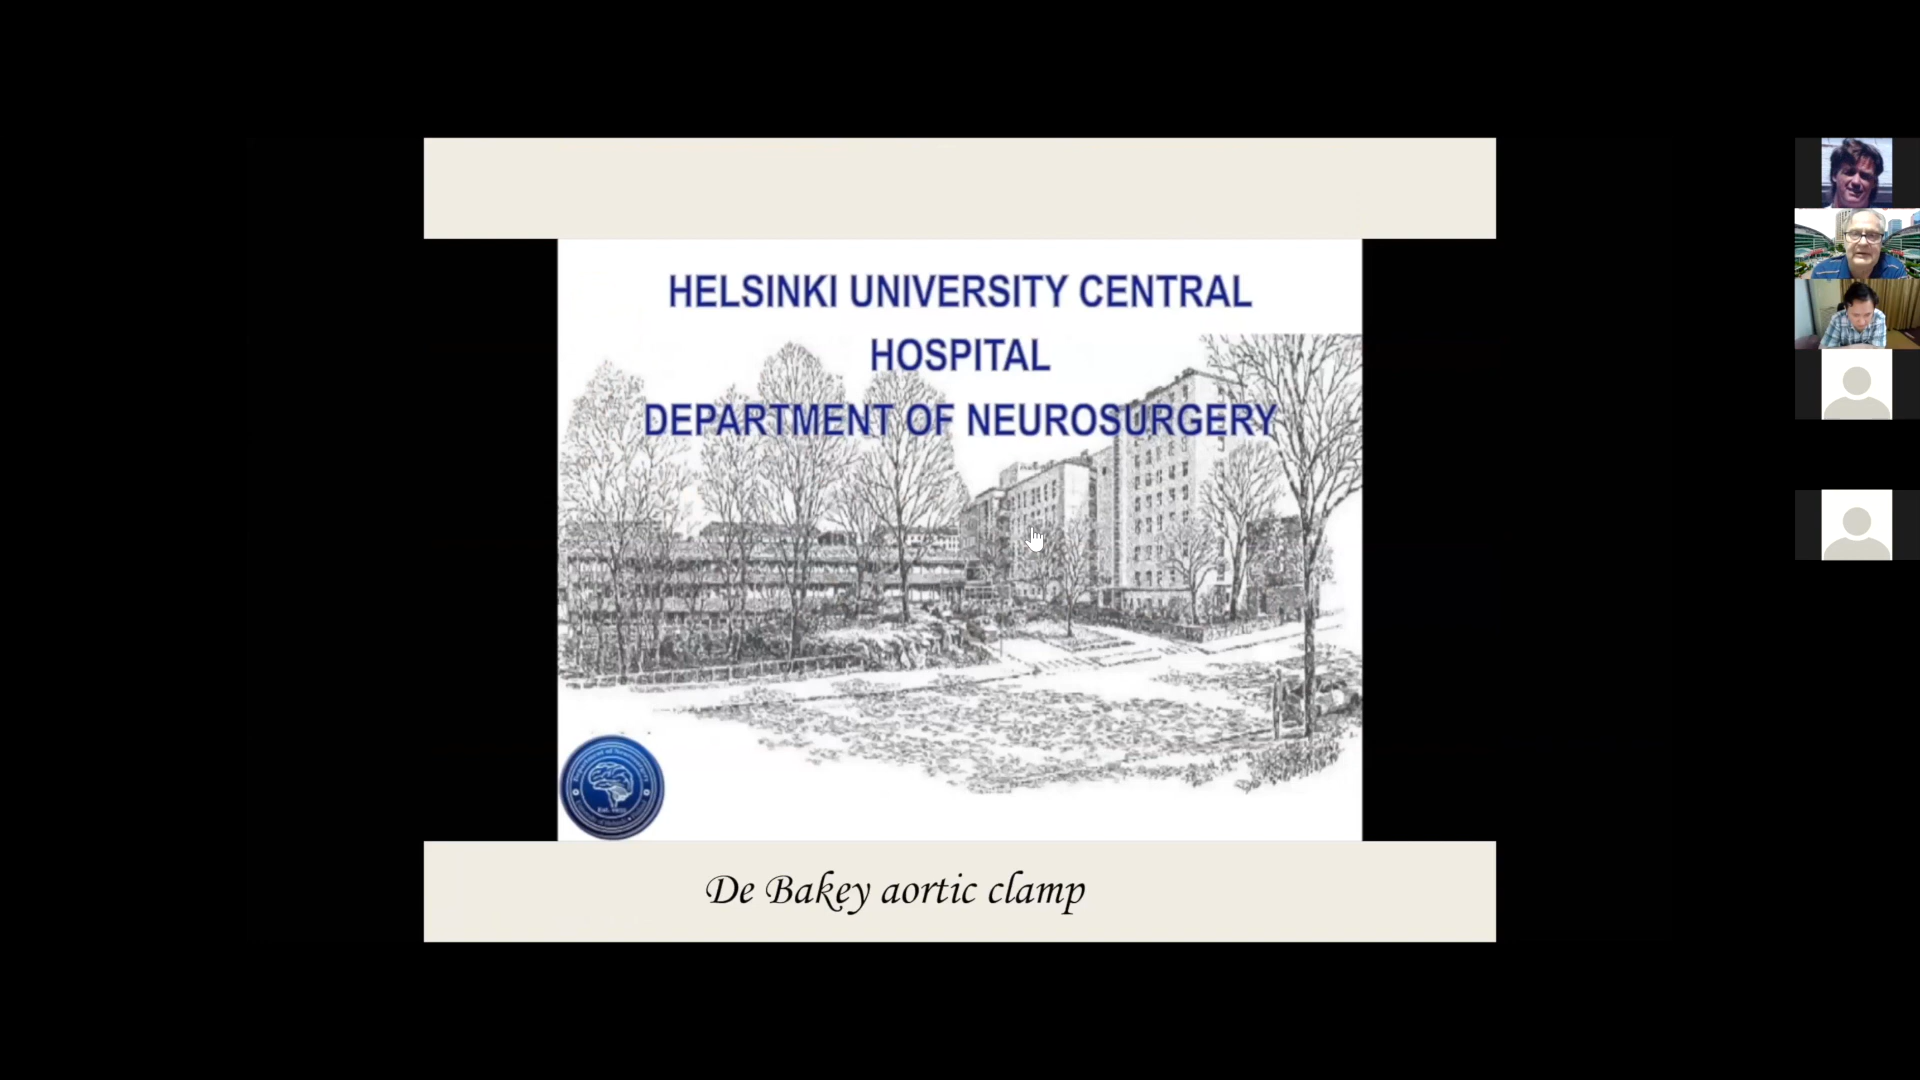 HELSINKI UNIVERSITY CENTRAL
HOSPITAL
DEPARTMENT OF NEUROSURGERY
De Bakey aortic clamp